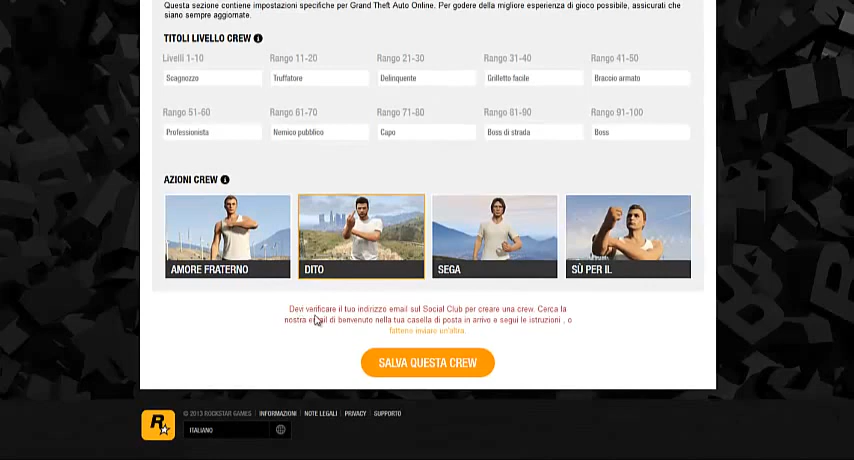 Questa sezione contiene impostazioni specifiche per Grand Theft Auto Online. Per godere della migliore esperienza di gioco possibile, assicurati che
siano sempre aggiornate.
TITOLI LIVELLO CREW
Livelli 1-10 Rango 11-20 Rango 21-30 Rango 31-40 Rango 41-50
Scagnozzo Truffatore Delinquente Grilletto facile Braccio armato
Rango 51-60 Rango 61-70 Rango 71-80 Rango 81-90 Rango 91-100
Professionista Nemico pubblico Capo Boss di strada Boss
AZIONI CREW
AMORE FRATERNO DITO SEGA SÙ PER IL
Devi verificare il tuo indirizzo email sul Social Club per creare una crew. Cerca la
nostra email di benvenuto nella tua casella di posta in arrivo e segui le istruzioni , o
fattene inviare un'altra.
SALVA QUESTA CREW
R
© 2013 ROCKSTAR GAMES INFORMAZIONI NOTE LEGALI PRIVACY SUPPORTO
ITALIANO